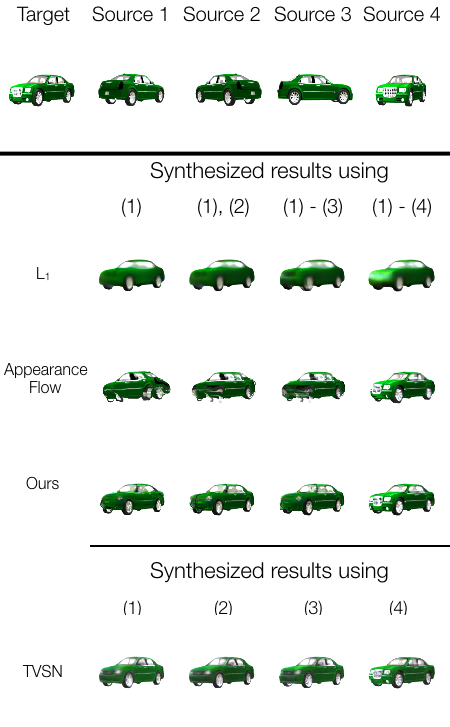 Target Source 1 Source 2 Source 3 Source 4
Synthesized results using
(1) (1), (2) (1) - (3) (1) - (4)
L₁
Appearance
Flow
Ours
Synthesized results using
(1) (2) (3) (4)
TVSN